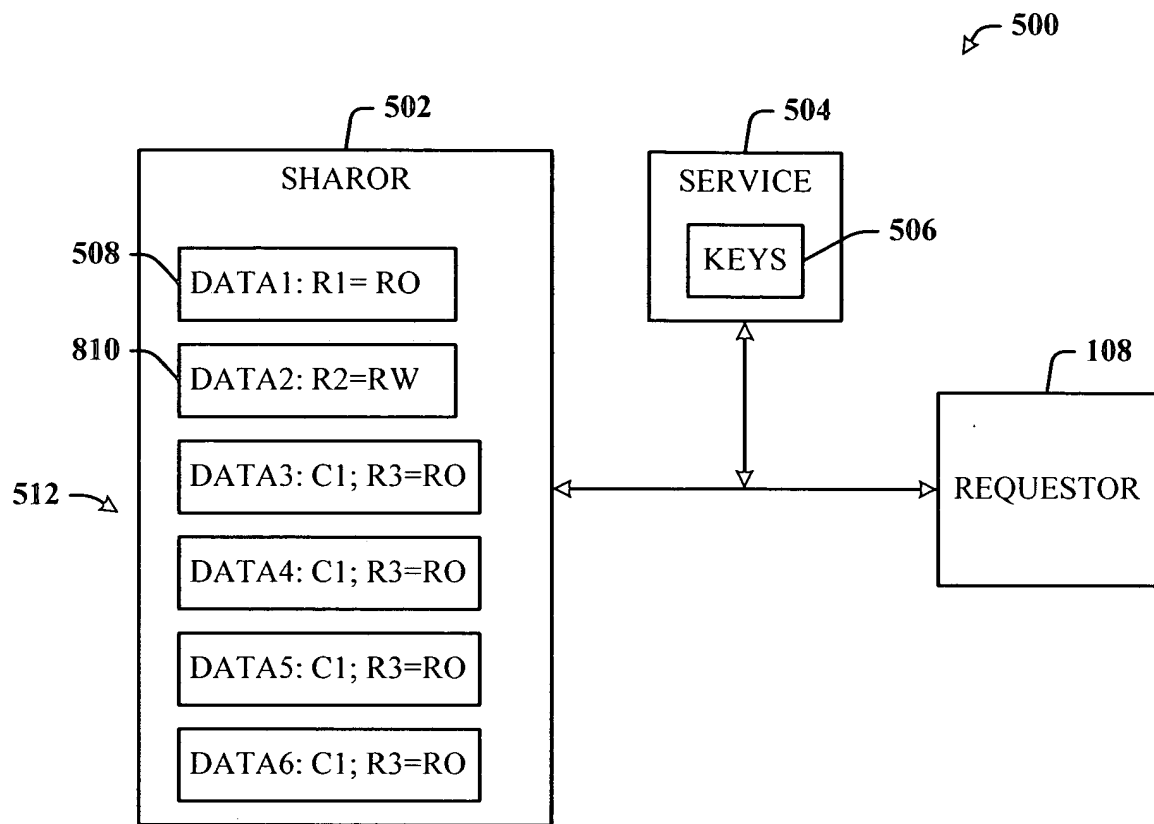 500
502
504
SHAROR
SERVICE
506
KEYS
508
DATA1: R1= RO
810
DATA2: R2=RW
108
DATA3: C1; R3=RO
512
REQUESTOR
DATA4: C1; R3=RO
DATA5: C1; R3=RO
DATA6: C1; R3=RO